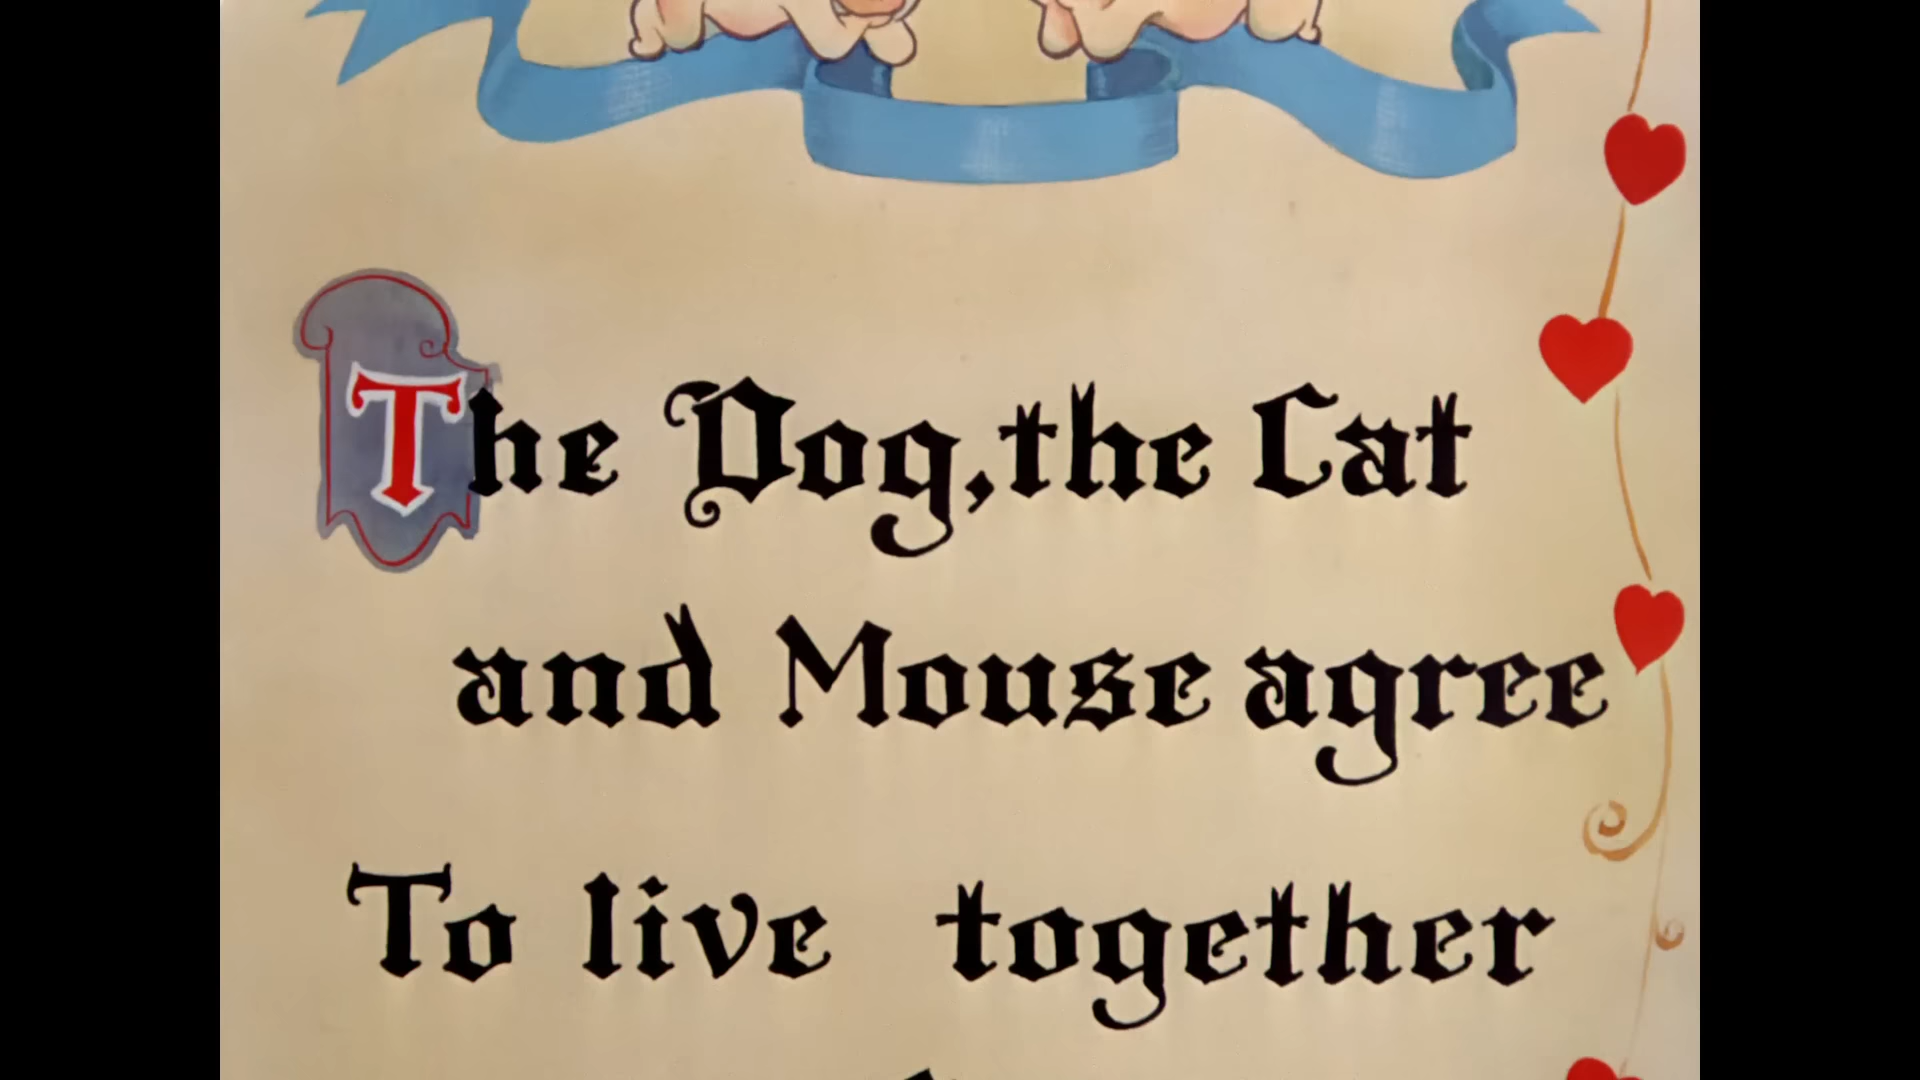 The Dog, the Cat
and Mouse agree
To live together